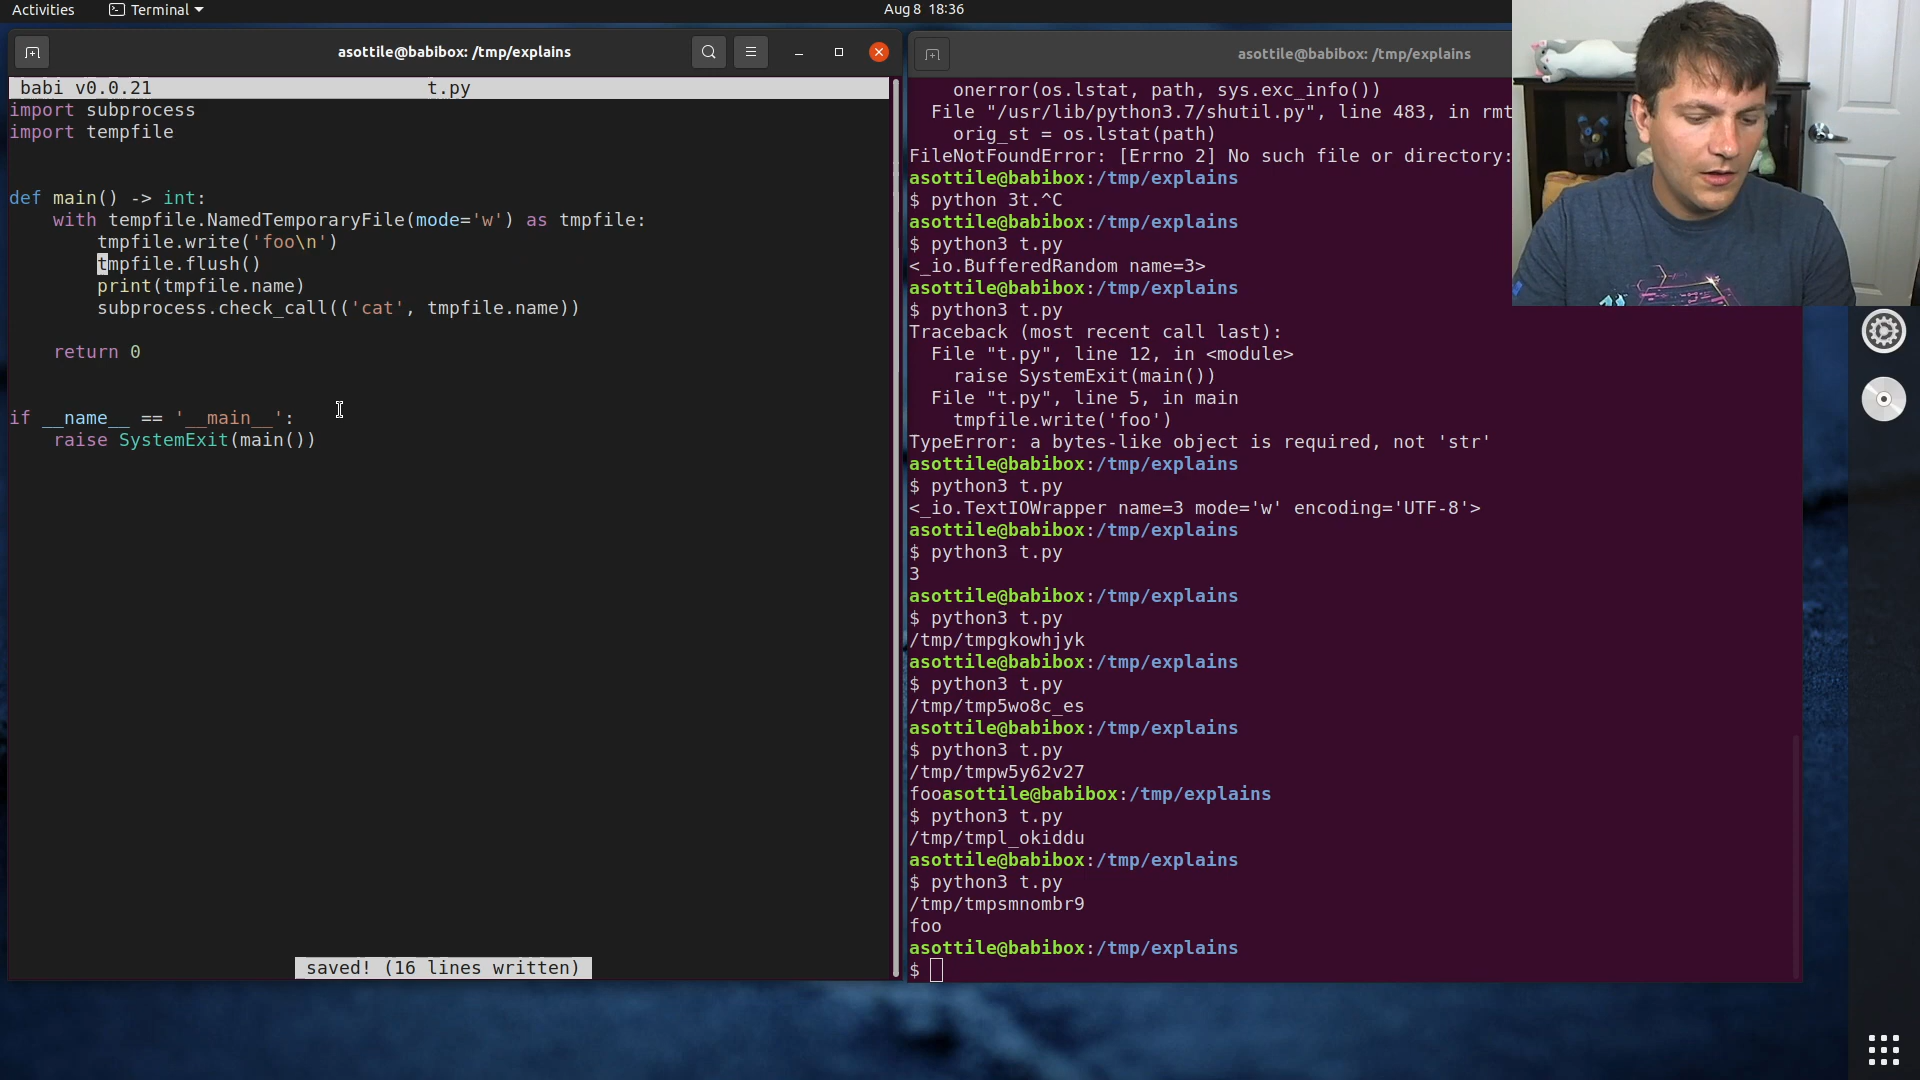 Activities
Terminal
Aug 8 18:36
asottile@babibox: /tmp/explains
babi v0.0.21 t.py
import subprocess
import tempfile
def main() -> int:
    with tempfile.NamedTemporaryFile(mode='w') as tmpfile:
        tmpfile.write('foo\n')
        tmpfile.flush()
        print(tmpfile.name)
        subprocess.check_call(('cat', tmpfile.name))
    return 0
if __name__ == '__main__':
    raise SystemExit(main())
saved! (16 lines written)
asottile@babibox: /tmp/explains
    onerror(os.lstat, path, sys.exc_info())
  File "/usr/lib/python3.7/shutil.py", line 483, in rmt
    orig_st = os.lstat(path)
FileNotFoundError: [Errno 2] No such file or directory:
asottile@babibox:/tmp/explains
$ python 3t.^C
asottile@babibox:/tmp/explains
$ python3 t.py
<_io.BufferedRandom name=3>
asottile@babibox:/tmp/explains
$ python3 t.py
Traceback (most recent call last):
  File "t.py", line 12, in <module>
    raise SystemExit(main())
  File "t.py", line 5, in main
    tmpfile.write('foo')
TypeError: a bytes-like object is required, not 'str'
asottile@babibox:/tmp/explains
$ python3 t.py
<_io.TextIOWrapper name=3 mode='w' encoding='UTF-8'>
asottile@babibox:/tmp/explains
$ python3 t.py
3
asottile@babibox:/tmp/explains
$ python3 t.py
/tmp/tmpgkowhjyk
asottile@babibox:/tmp/explains
$ python3 t.py
/tmp/tmp5wo8c_es
asottile@babibox:/tmp/explains
$ python3 t.py
/tmp/tmpw5y62v27
fooasottile@babibox:/tmp/explains
$ python3 t.py
/tmp/tmpl_okiddu
asottile@babibox:/tmp/explains
$ python3 t.py
/tmp/tmpsmnombr9
foo
asottile@babibox:/tmp/explains
$